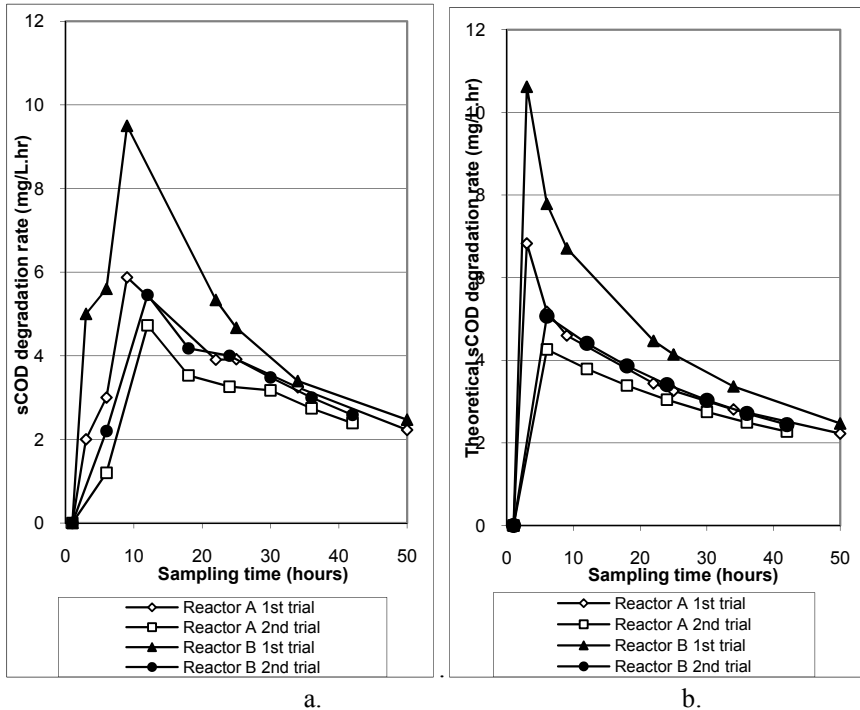 12
10
8
6
4
2
0
sCOD degradation rate (mg/L.hr)
0 10 20 30 40 50
Sampling time (hours)
Reactor A 1st trial
Reactor A 2nd trial
Reactor B 1st trial
Reactor B 2nd trial
a.
12
10
8
6
4
2
0
Theoretical sCOD degradation rate (mg/L.hr)
0 10 20 30 40 50
Sampling time (hours)
Reactor A 1st trial
Reactor A 2nd trial
Reactor B 1st trial
Reactor B 2nd trial
b.